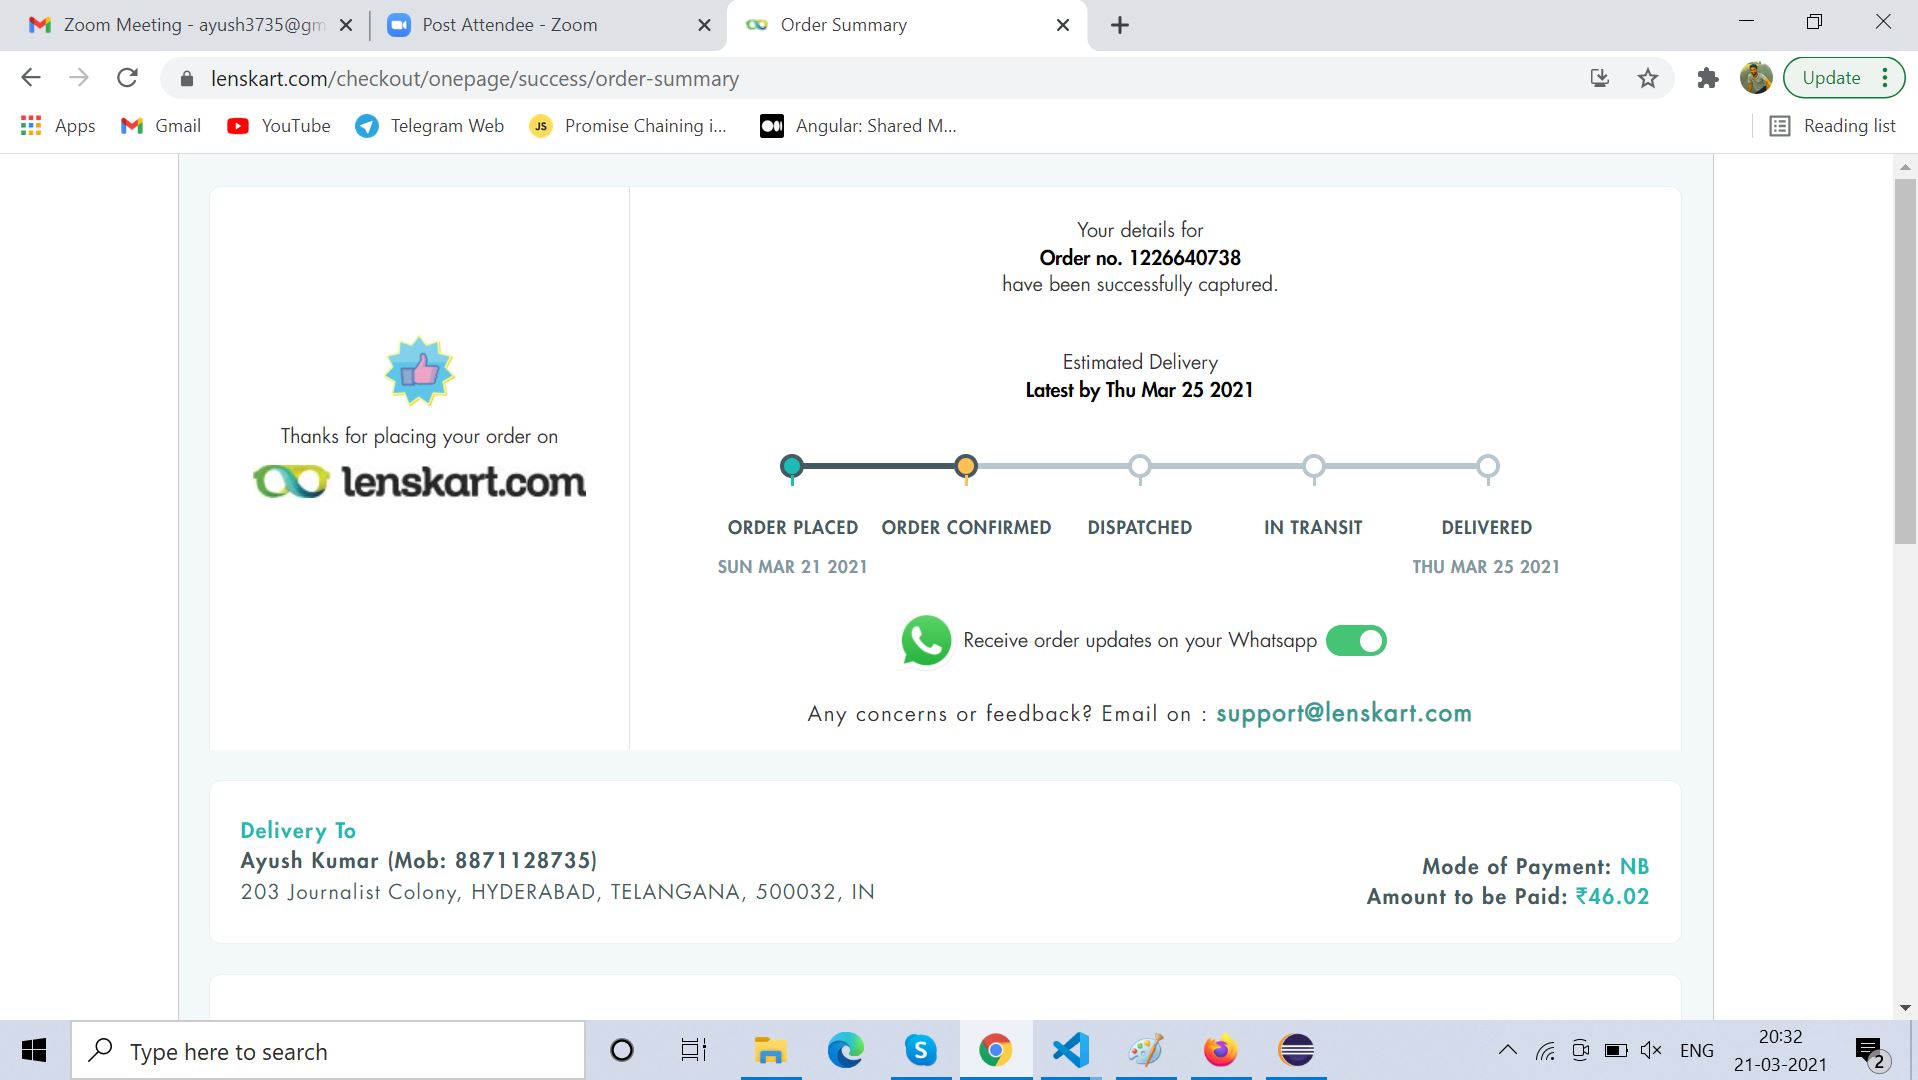 Zoom Meeting - ayush3735@gm
Post Attendee - Zoom
Order Summary
lenskart.com/checkout/onepage/success/order-summary
Update
Apps
Gmail
YouTube
Telegram Web
JS
Promise Chaining i...
Angular: Shared M...
Reading list
Your details for
Order no. 1226640738
have been successfully captured.
Estimated Delivery
Latest by Thu Mar 25 2021
Thanks for placing your order on
lenskart.com
ORDER PLACED
ORDER CONFIRMED
DISPATCHED
IN TRANSIT
DELIVERED
SUN MAR 21 2021
THU MAR 25 2021
Receive order updates on your Whatsapp
Any concerns or feedback? Email on : support@lenskart.com
Delivery To
Ayush Kumar (Mob: 8871128735)
203 Journalist Colony, HYDERABAD, TELANGANA, 500032, IN
Mode of Payment: NB
Amount to be Paid: ₹46.02
Type here to search
S
ENG
20:32
21-03-2021
2